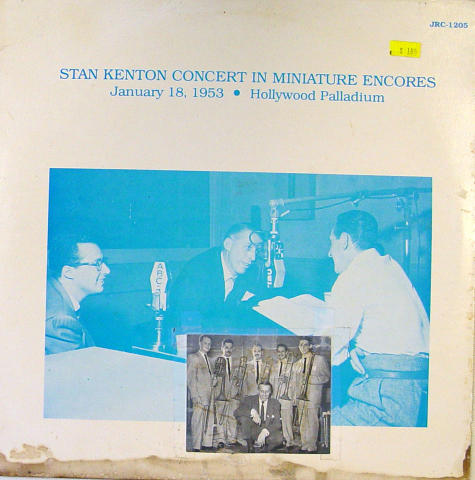 JRC-1205
STAN KENTON CONCERT IN MINIATURE ENCORES
January 18, 1953 • Hollywood Palladium
ABC